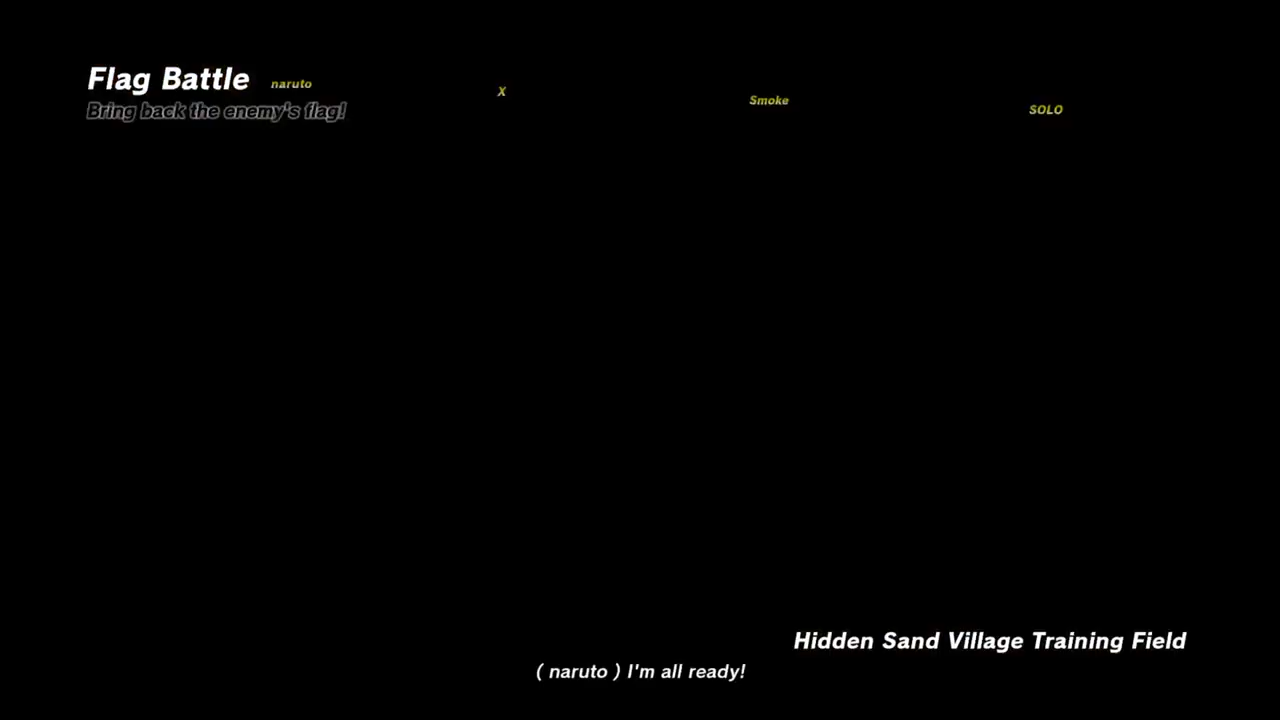 Flag Battle
naruto
X
Smoke
SOLO
Bring back the enemy's flag!
Hidden Sand Village Training Field
( naruto ) I'm all ready!